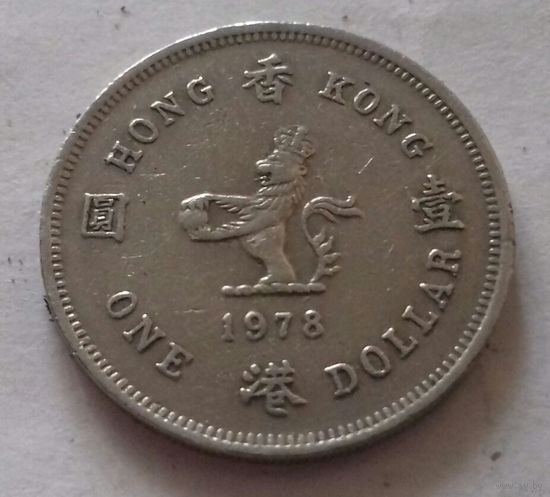 HONG KONG
ONE DOLLAR
香
港
壹
圓
1978